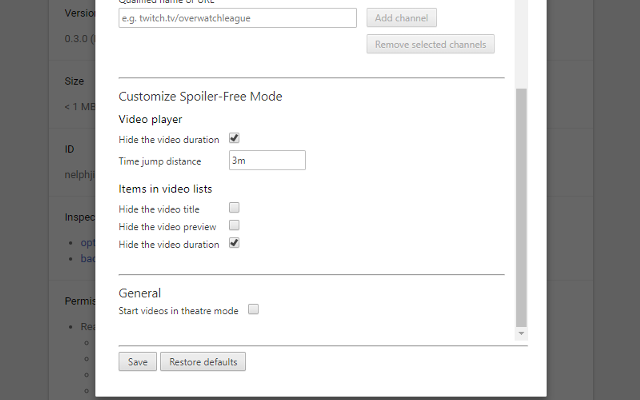 Qualified name or URL
Version
e.g. twitch.tv/overwatchleague
Add channel
0.3.0
Remove selected channels
Size
< 1 MB
Customize Spoiler-Free Mode
Video player
Hide the video duration
Time jump distance 3m
ID
nelphji
Items in video lists
Hide the video title
Hide the video preview
Hide the video duration
Inspec
opt
bac
General
Start videos in theatre mode
Permis
Rea
Save Restore defaults